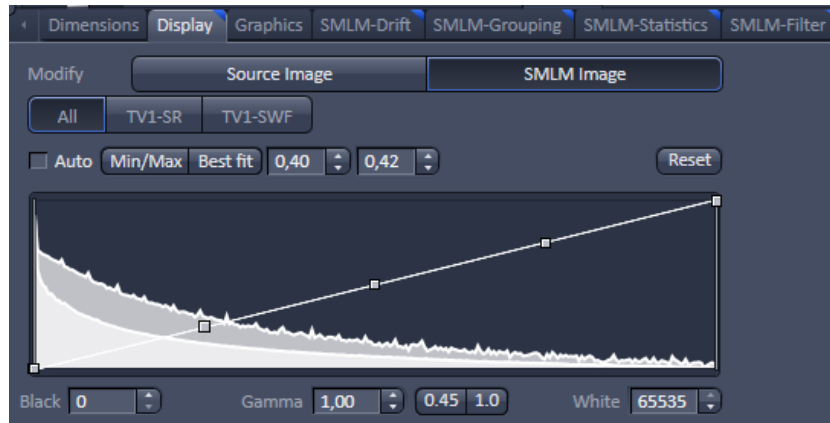 Dimensions Display Graphics SMLM-Drift SMLM-Grouping SMLM-Statistics SMLM-Filter
Modify Source Image SMLM Image
All TV1-SR TV1-SWF
Auto Min/Max Best fit 0,40 0,42 Reset
Black 0 Gamma 1,00 0.45 1.0 White 65535